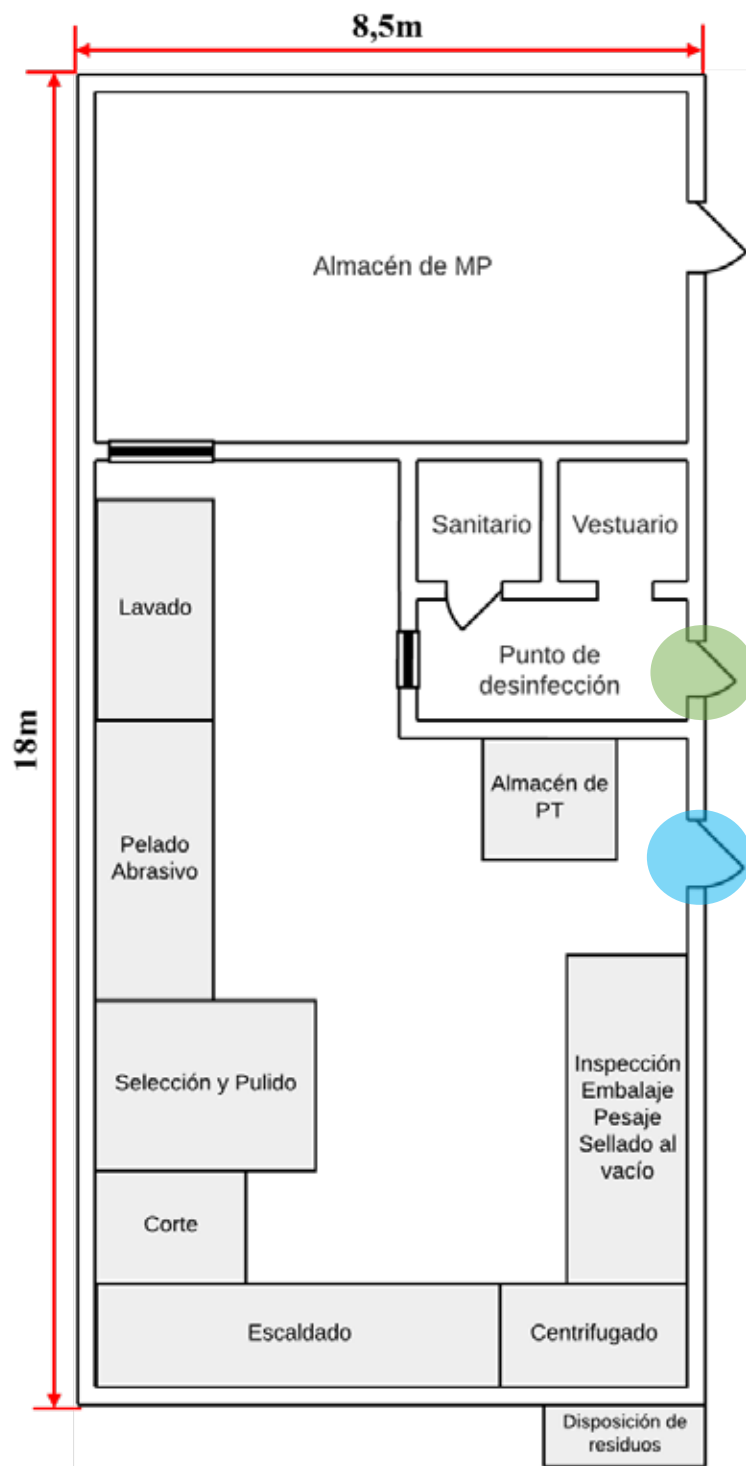 8,5m
18m
Almacén de MP
Sanitario
Vestuario
Lavado
Punto de
desinfección
Almacén de
PT
Pelado
Abrasivo
Selección y Pulido
Inspección
Embalaje
Pesaje
Sellado al
vacío
Corte
Escaldado
Centrifugado
Disposición de
residuos